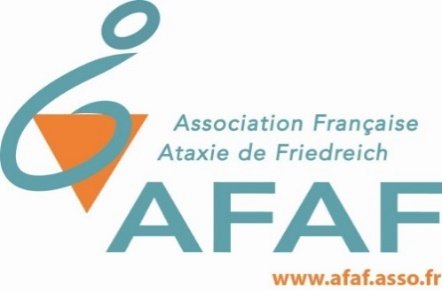 Association Française
Ataxie de Friedreich
AFAF
www.afaf.asso.fr